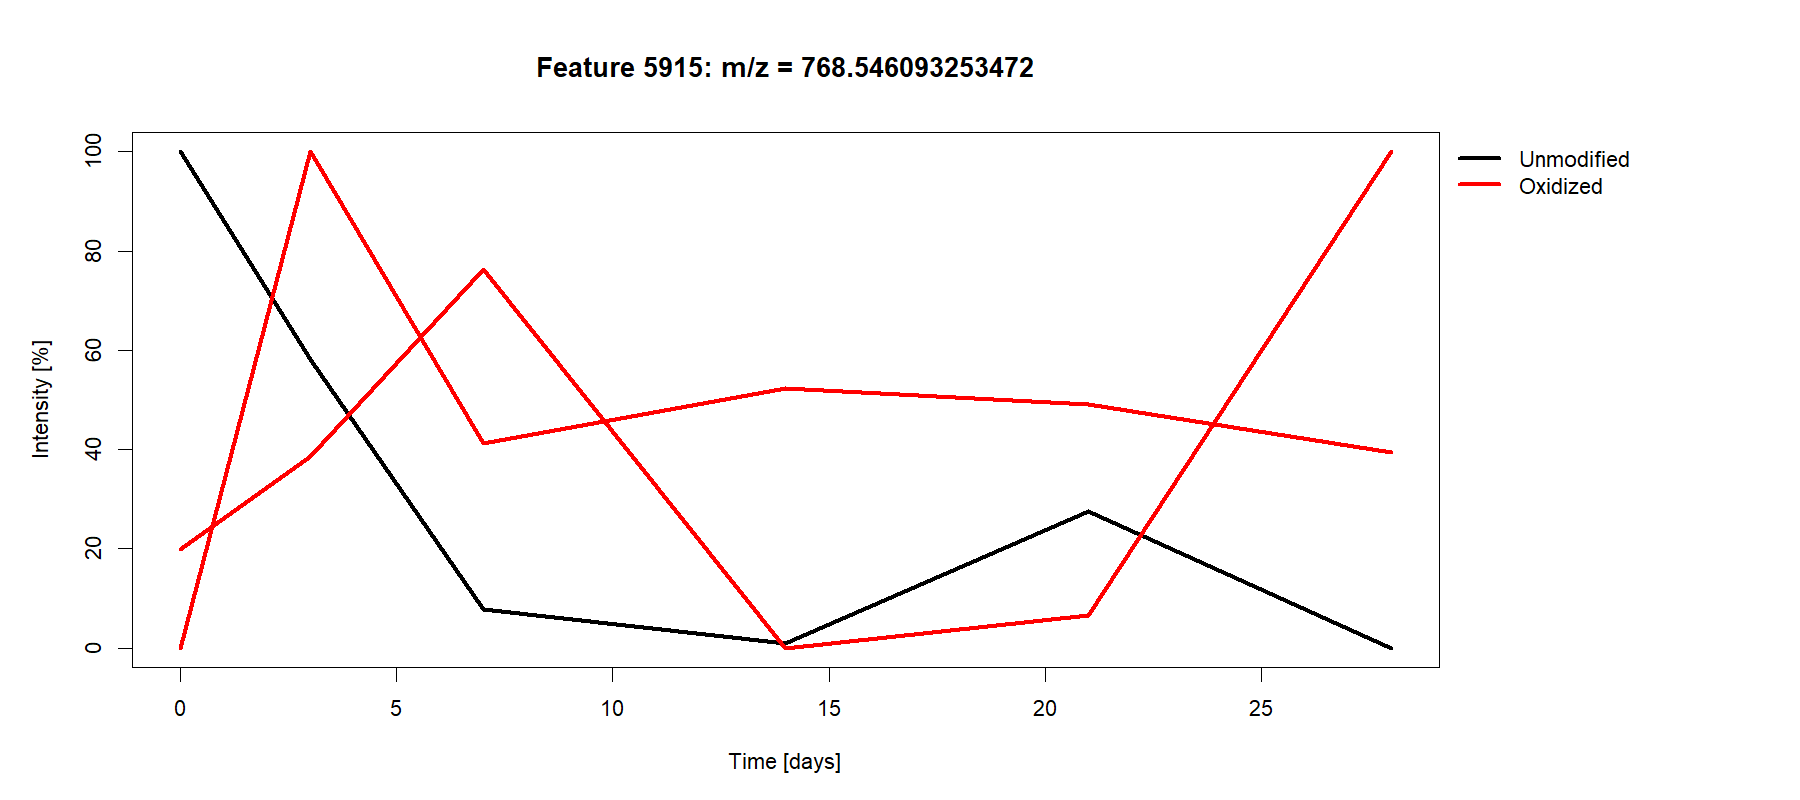 Feature 5915: m/z = 768.546093253472
Unmodified
Oxidized
Intensity [%]
100
80
60
40
20
0
0 5 10 15 20 25
Time [days]